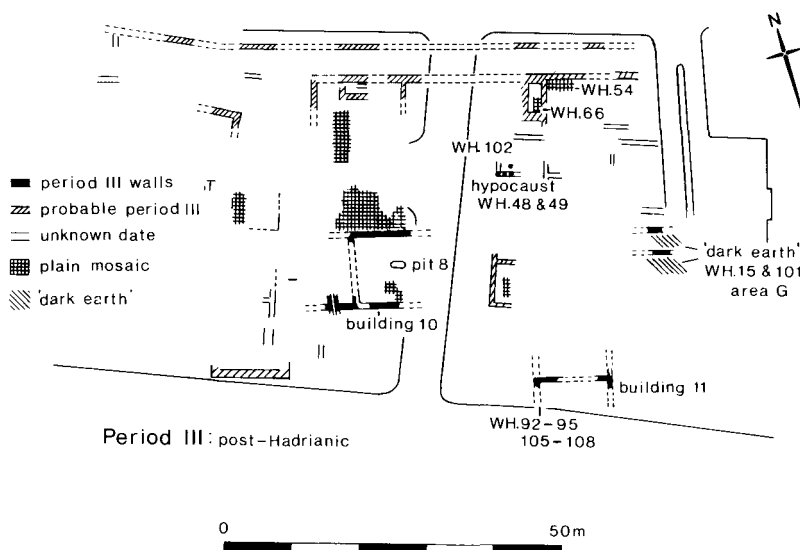 N
WH.54
WH.66
WH.102
hypocaust
WH.48 & 49
period III walls
probable period III
unknown date
plain mosaic
'dark earth'
T
pit 8
building 10
'dark earth'
WH.15 & 101
area G
building 11
WH.92-95
105-108
Period III: post-Hadrianic
0
50m